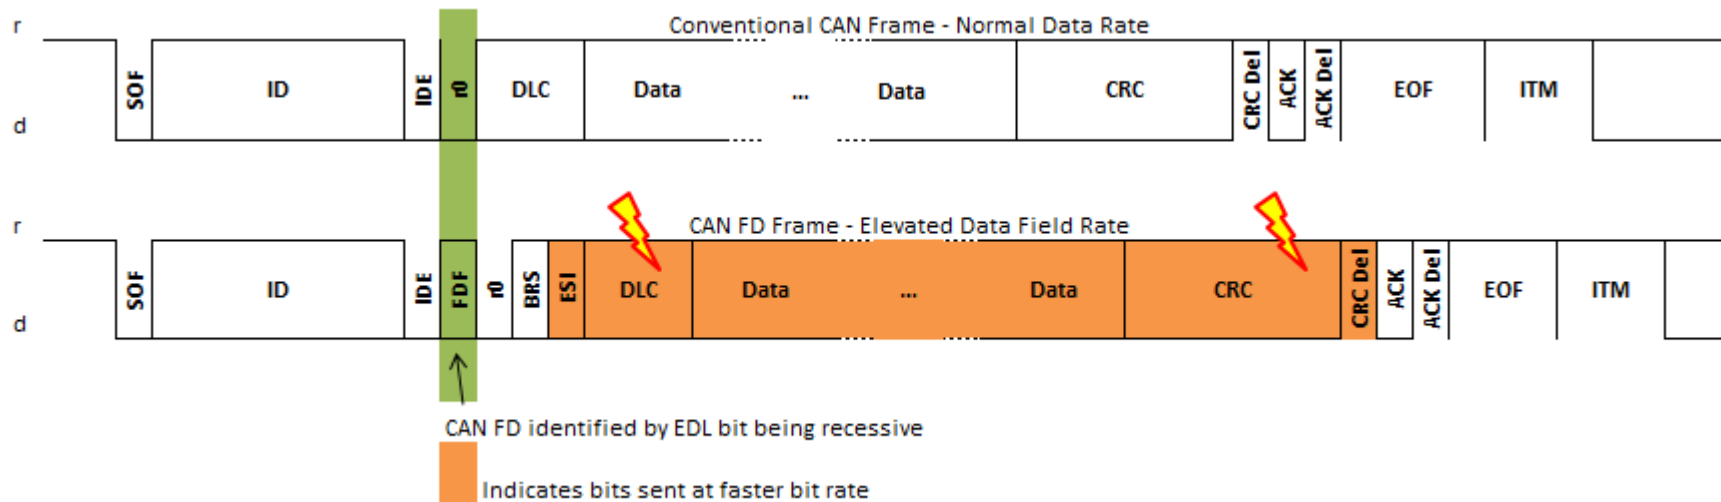 Conventional CAN Frame - Normal Data Rate
r
SOF ID IDE r0 DLC Data ... Data CRC CRC Del ACK ACK Del EOF ITM
d
CAN FD Frame - Elevated Data Field Rate
r
SOF ID IDE FDF r0 BRS ESI DLC Data ... Data CRC CRC Del ACK ACK Del EOF ITM
d
CAN FD identified by EDL bit being recessive
Indicates bits sent at faster bit rate